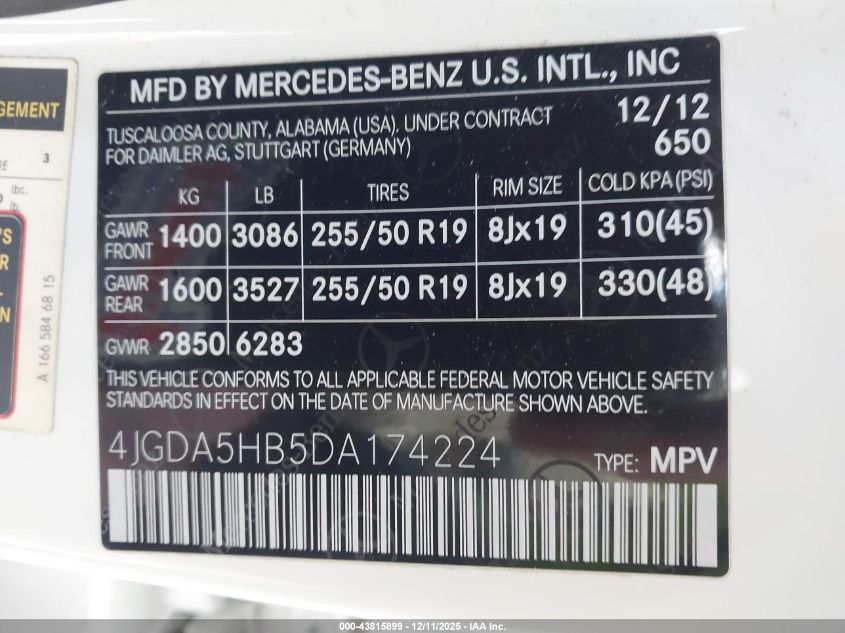 GEMENT
3
lbs.
lb.
'S
R
N
A 166 584 68 15
MFD BY MERCEDES-BENZ U.S. INTL., INC
TUSCALOOSA COUNTY, ALABAMA (USA). UNDER CONTRACT 12/12
FOR DAIMLER AG, STUTTGART (GERMANY) 650
KG LB TIRES RIM SIZE COLD KPA (PSI)
GAWR FRONT 1400 3086 255/50 R19 8Jx19 310(45)
GAWR REAR 1600 3527 255/50 R19 8Jx19 330(48)
GVWR 2850 6283
THIS VEHICLE CONFORMS TO ALL APPLICABLE FEDERAL MOTOR VEHICLE SAFETY
STANDARDS IN EFFECT ON THE DATE OF MANUFACTURE SHOWN ABOVE.
4JGDA5HB5DA174224 TYPE: MPV
000-43815899 - 12/11/2025 - IAA Inc.